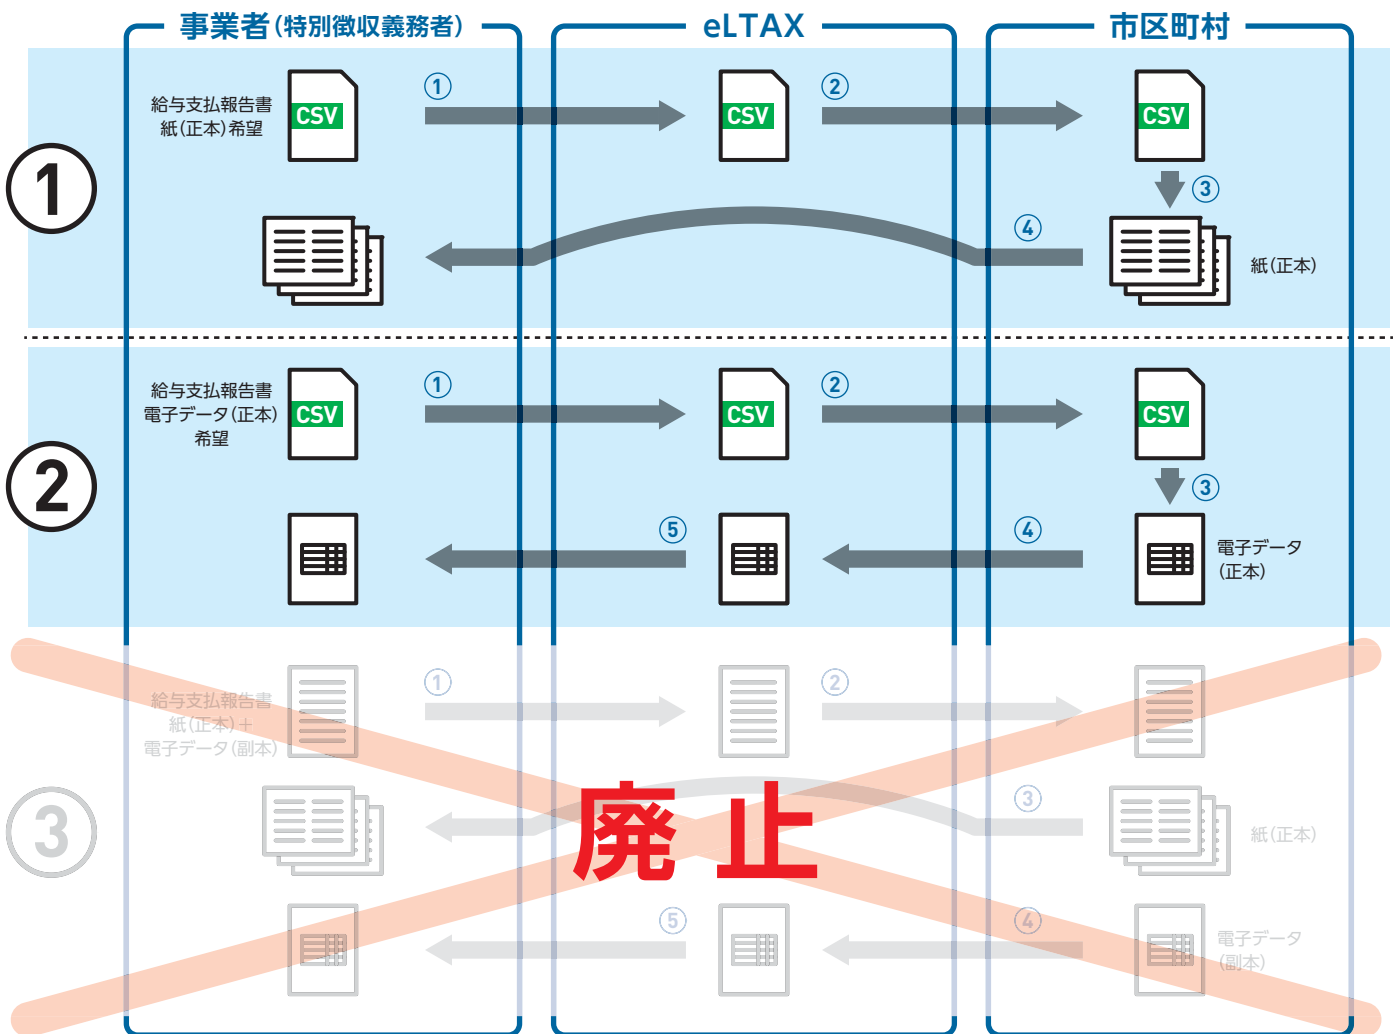 事業者(特別徴収義務者)
eLTAX
市区町村
①
給与支払報告書
紙(正本)希望
CSV
①
CSV
②
CSV
③
④
紙(正本)
②
給与支払報告書
電子データ(正本)
希望
CSV
①
CSV
②
CSV
③
⑤
④
電子データ
(正本)
③
給与支払報告書
紙(正本)+
電子データ(副本)
①
②
廃止
③
紙(正本)
⑤
④
電子データ
(副本)